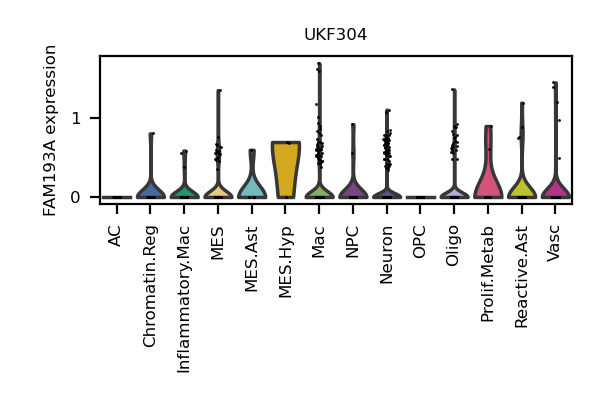 UKF304
FAM193A expression
1
0
AC
Chromatin.Reg
Inflammatory.Mac
MES
MES.Ast
MES.Hyp
Mac
NPC
Neuron
OPC
Oligo
Prolif.Metab
Reactive.Ast
Vasc